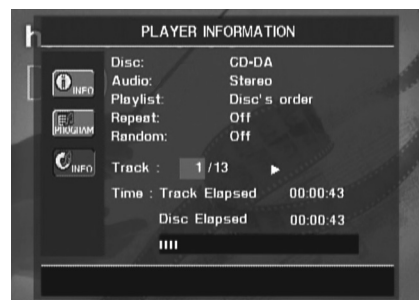 PLAYER INFORMATION
Disc: CD-DA
Audio: Stereo
Playlist: Disc's order
Repeat: Off
Random: Off
Track : 1 /13
Time : Track Elapsed 00:00:43
Disc Elapsed 00:00:43
INFO
PROGRAM
INFO
h